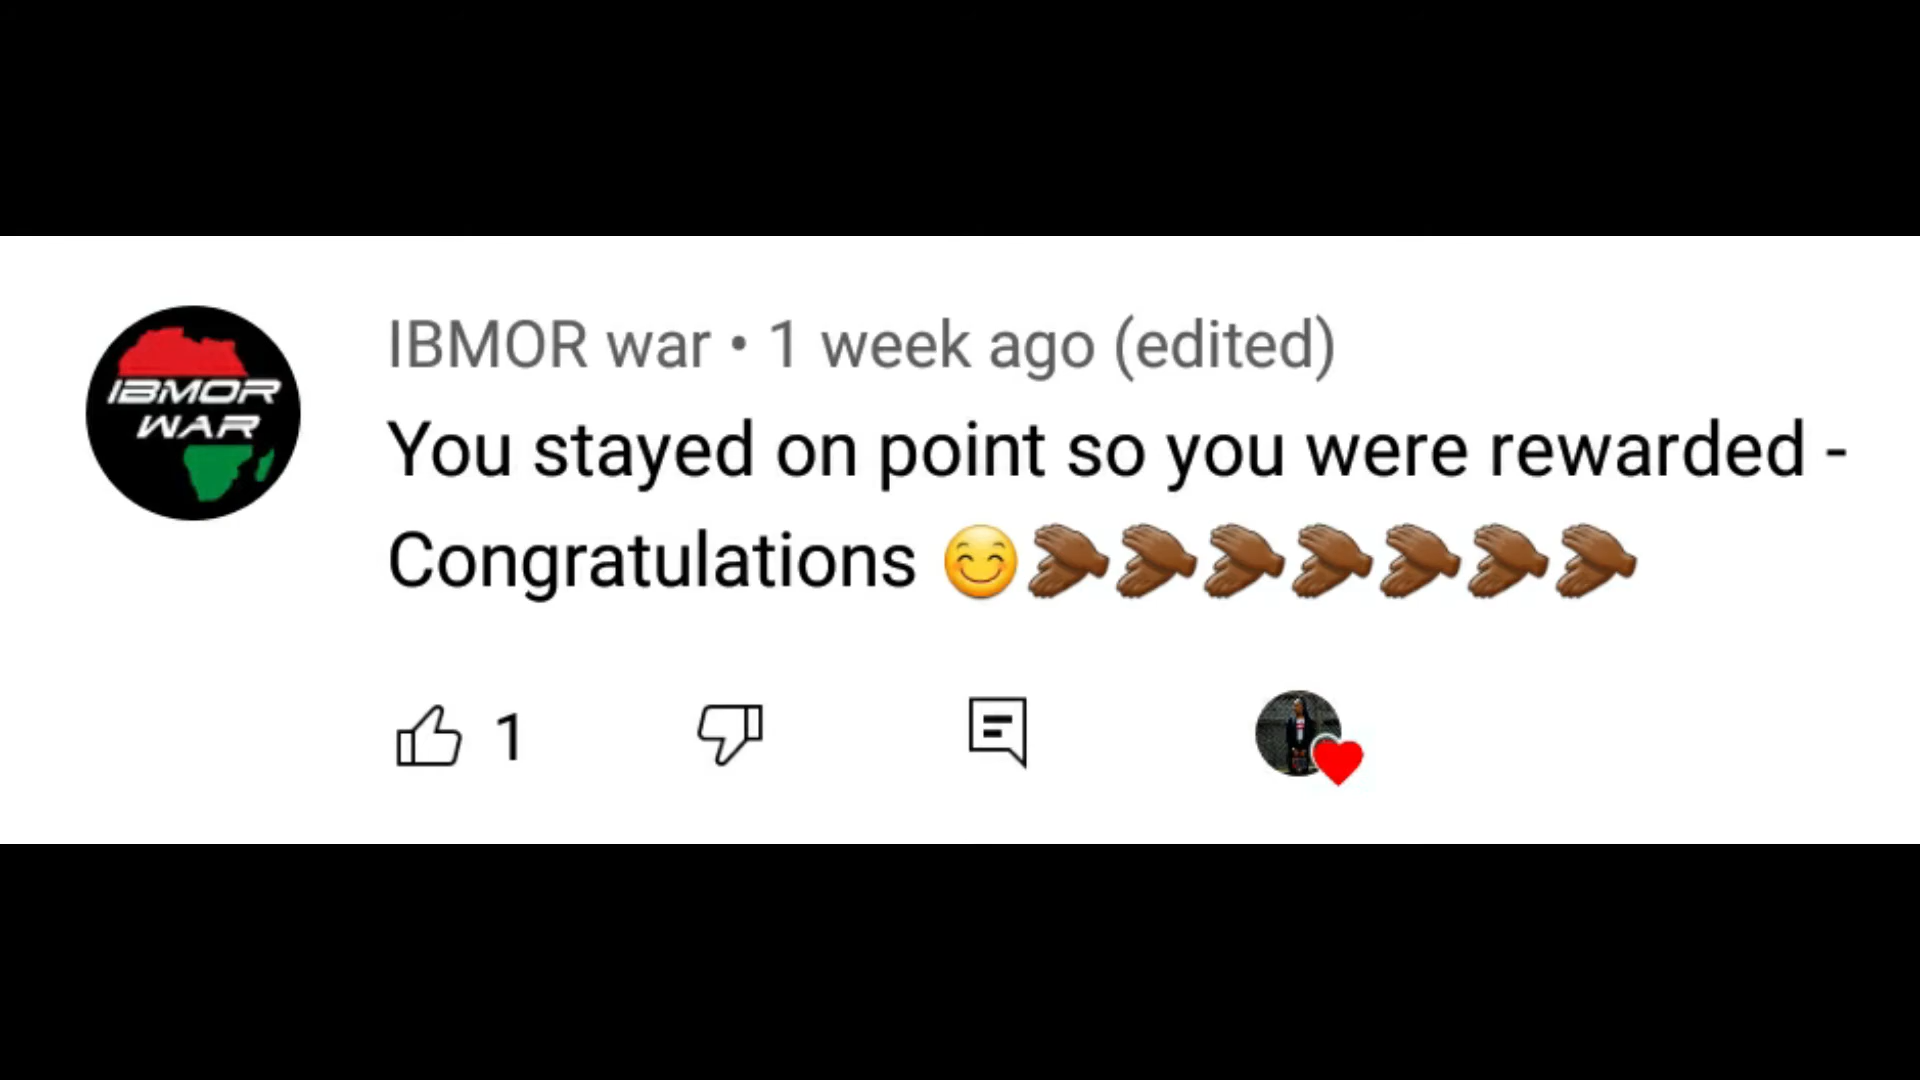 IBMOR
WAR
IBMOR war • 1 week ago (edited)
You stayed on point so you were rewarded -
Congratulations 😊👏🏾👏🏾👏🏾👏🏾👏🏾👏🏾👏🏾
1